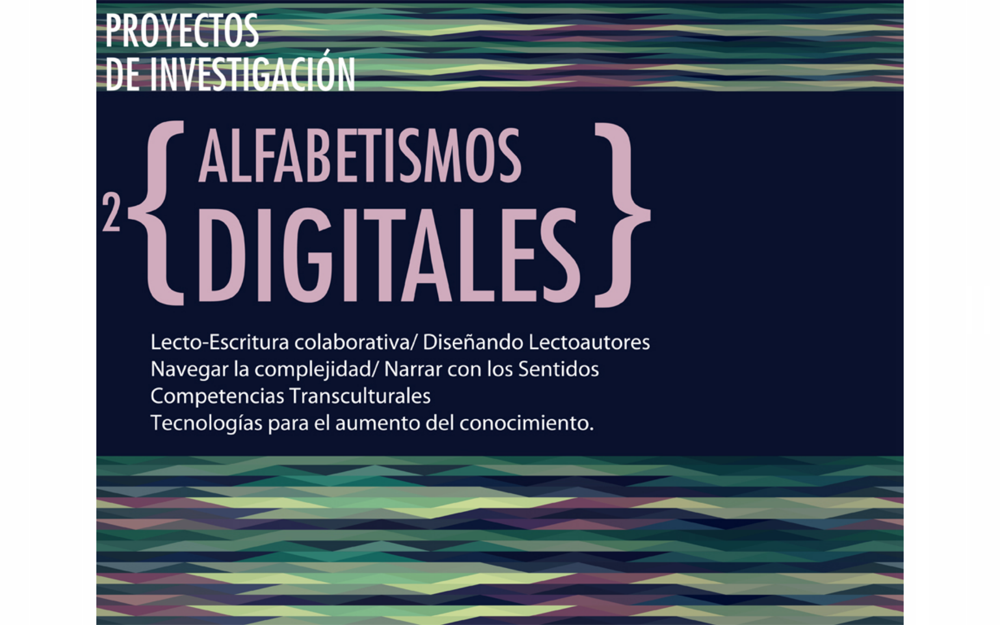 PROYECTOS
DE INVESTIGACIÓN
2 { ALFABETISMOS
DIGITALES }
Lecto-Escritura colaborativa/ Diseñando Lectoautores
Navegar la complejidad/ Narrar con los Sentidos
Competencias Transculturales
Tecnologías para el aumento del conocimiento.